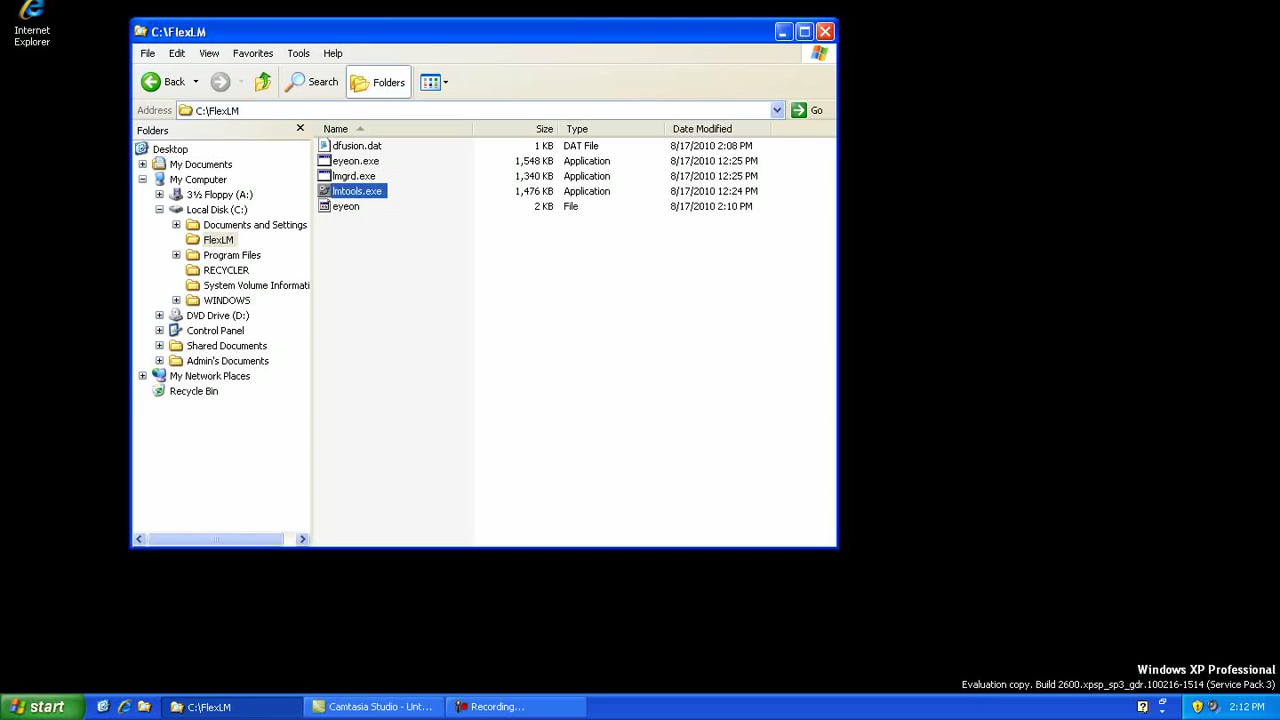 Internet
Explorer
C:\FlexLM
File Edit View Favorites Tools Help
Back Search Folders
Address C:\FlexLM Go
Folders
Name Size Type Date Modified
Desktop
My Documents
My Computer
3½ Floppy (A:)
Local Disk (C:)
Documents and Settings
FlexLM
Program Files
RECYCLER
System Volume Informati
WINDOWS
DVD Drive (D:)
Control Panel
Shared Documents
Admin's Documents
My Network Places
Recycle Bin
dfusion.dat 1 KB DAT File 8/17/2010 2:08 PM
eyeon.exe 1,548 KB Application 8/17/2010 12:25 PM
lmgrd.exe 1,340 KB Application 8/17/2010 12:25 PM
lmtools.exe 1,476 KB Application 8/17/2010 12:24 PM
eyeon 2 KB File 8/17/2010 2:10 PM
Windows XP Professional
Evaluation copy. Build 2600.xpsp_sp3_gdr.100216-1514 (Service Pack 3)
start C:\FlexLM Camtasia Studio - Unt... Recording... 2:12 PM